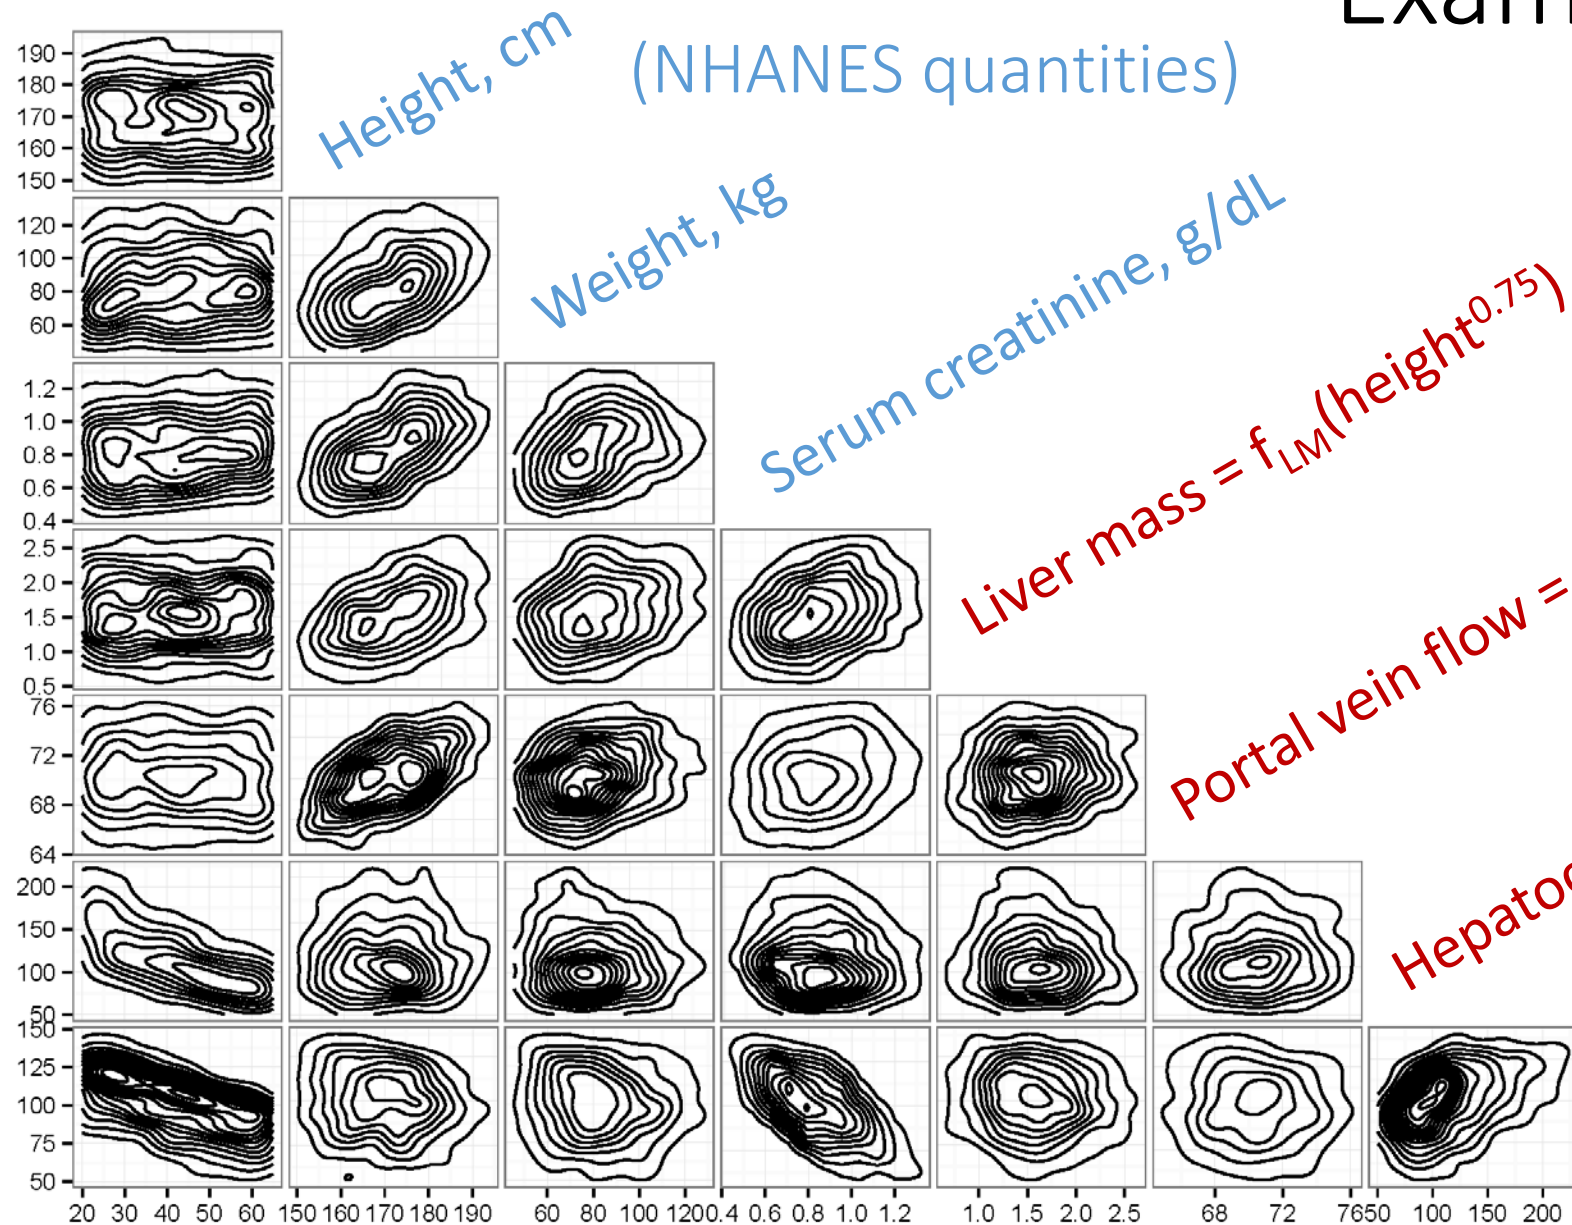 (NHANES quantities)
Height, cm
Weight, kg
Serum creatinine, g/dL
Liver mass = fLM(height^0.75)
Portal vein flow =
190
180
170
160
150
120
100
80
60
1.2
1.0
0.8
0.6
0.4
2.5
2.0
1.5
1.0
0.5
76
72
68
64
200
150
100
50
150
125
100
75
50
20 30 40 50 60
150 160 170 180 190
60 80 100 120
0.4 0.6 0.8 1.0 1.2
1.0 1.5 2.0 2.5
68 72 76
50 100 150 200